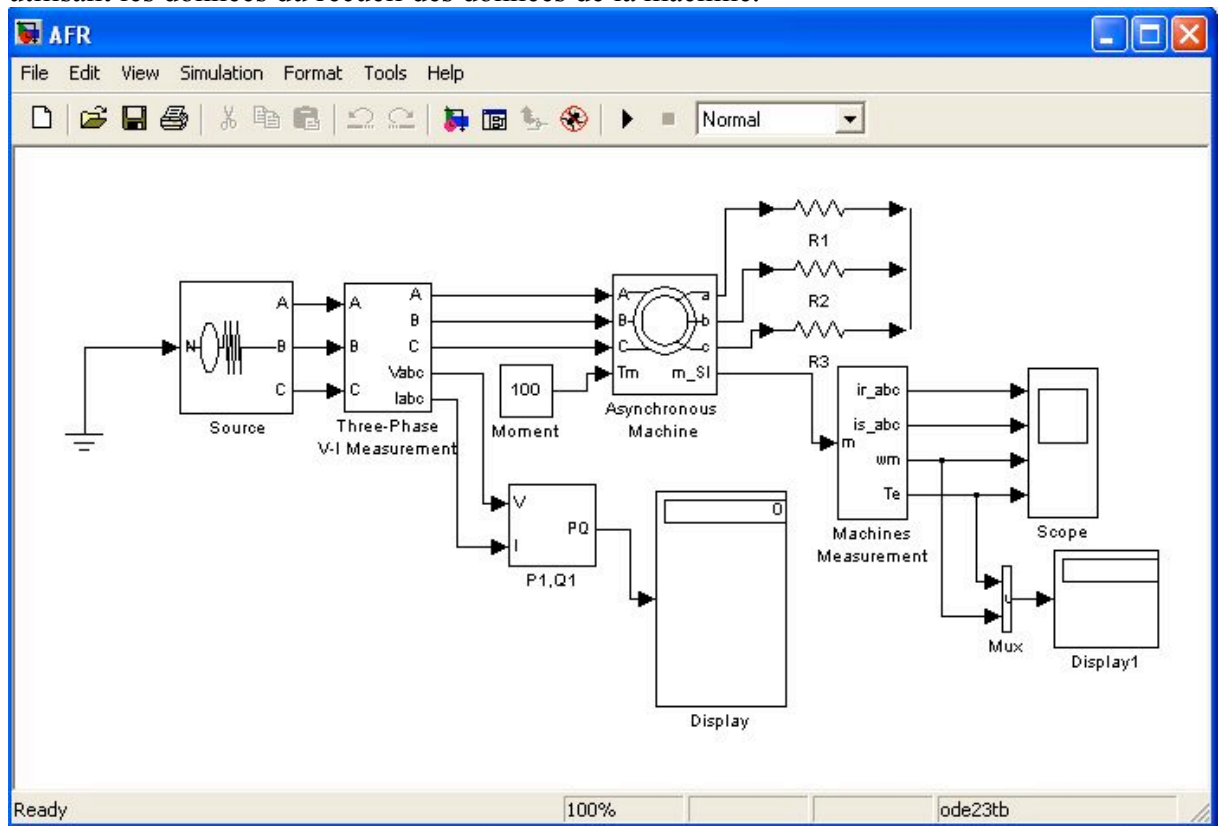 utilisant les données du recueil des données de la machine.
AFR
File Edit View Simulation Format Tools Help
Normal
A
B
C
N
Source
A
B
C
A
B
C
Vabc
Iabc
Three-Phase
V-I Measurement
100
Moment
A
B
C
Tm
a
b
c
m_SI
Asynchronous
Machine
R1
R2
R3
m
ir_abc
is_abc
wm
Te
Machines
Measurement
Scope
V
I
PQ
P1,Q1
0
Display
Mux
Display1
Ready 100% ode23tb